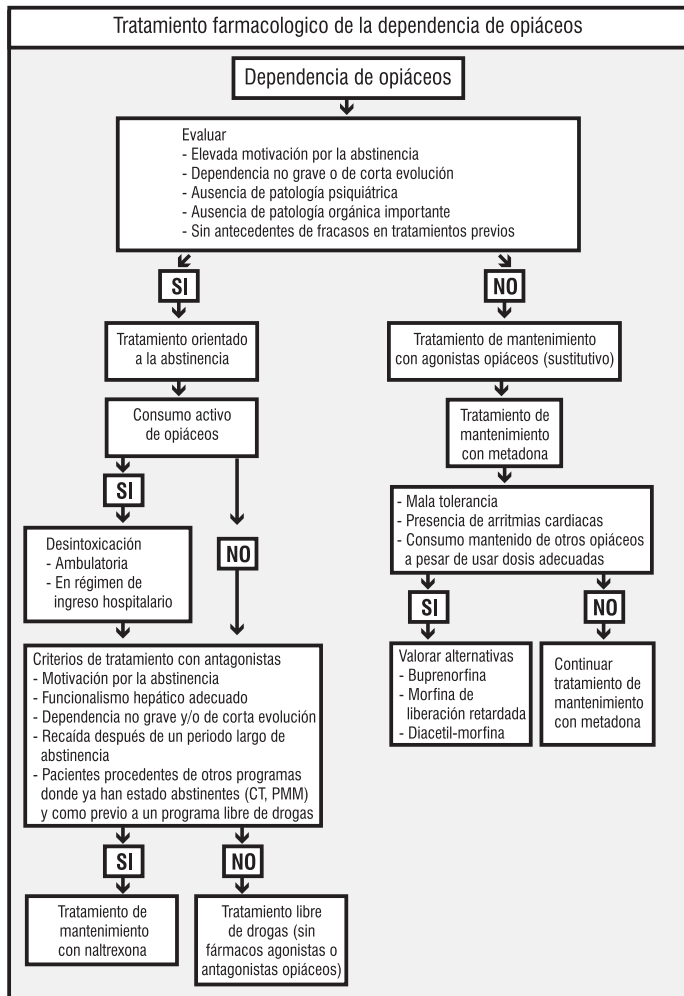 Tratamiento farmacologico de la dependencia de opiáceos
Dependencia de opiáceos
Evaluar
- Elevada motivación por la abstinencia
- Dependencia no grave o de corta evolución
- Ausencia de patología psiquiátrica
- Ausencia de patología orgánica importante
- Sin antecedentes de fracasos en tratamientos previos
SI
Tratamiento orientado
a la abstinencia
Consumo activo
de opiáceos
SI
Desintoxicación
- Ambulatoria
- En régimen de
ingreso hospitalario
NO
Criterios de tratamiento con antagonistas
- Motivación por la abstinencia
- Funcionalismo hepático adecuado
- Dependencia no grave y/o de corta evolución
- Recaída después de un periodo largo de
abstinencia
- Pacientes procedentes de otros programas
donde ya han estado abstinentes (CT, PMM)
y como previo a un programa libre de drogas
SI
Tratamiento de
mantenimiento
con naltrexona
NO
Tratamiento libre
de drogas (sin
fármacos agonistas o
antagonistas opiáceos)
NO
Tratamiento de mantenimiento
con agonistas opiáceos (sustitutivo)
Tratamiento de
mantenimiento
con metadona
- Mala tolerancia
- Presencia de arritmias cardiacas
- Consumo mantenido de otros opiáceos
a pesar de usar dosis adecuadas
SI
Valorar alternativas
- Buprenorfina
- Morfina de
liberación retardada
- Diacetil-morfina
NO
Continuar
tratamiento de
mantenimiento
con metadona